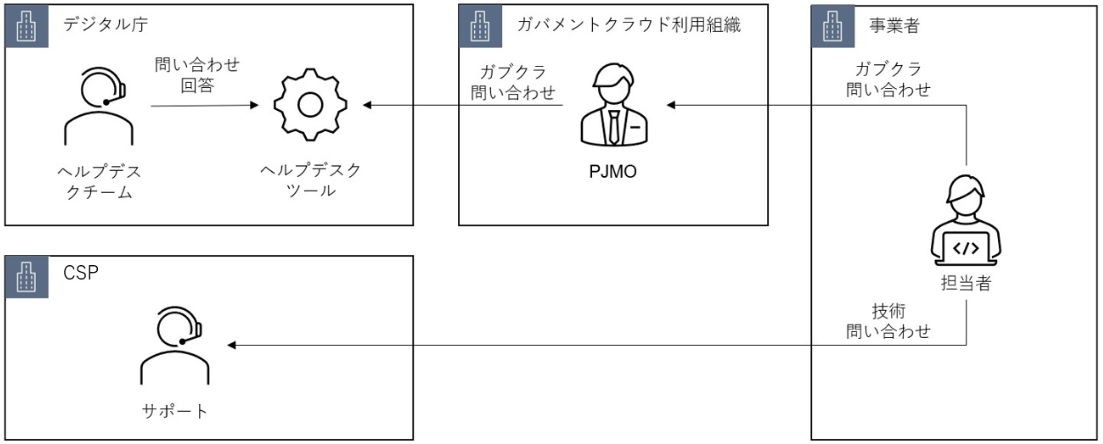 デジタル庁
問い合わせ
回答
ヘルプデス
クチーム
ヘルプデスク
ツール
ガバメントクラウド利用組織
ガブクラ
問い合わせ
PJMO
事業者
ガブクラ
問い合わせ
担当者
技術
問い合わせ
CSP
サポート